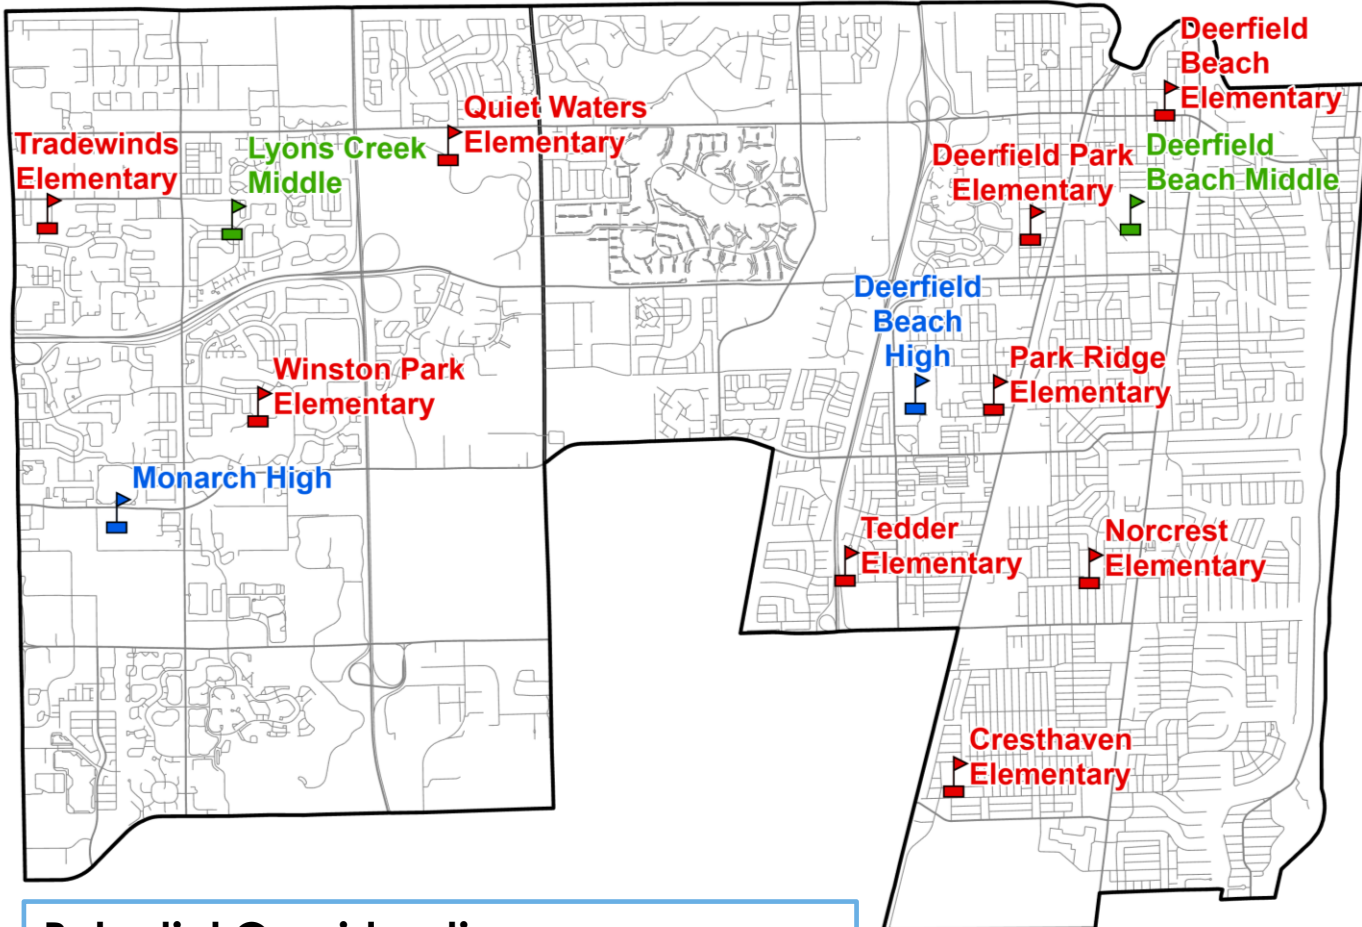 Deerfield
Beach
Elementary
Quiet Waters
Elementary
Tradewinds
Elementary
Lyons Creek
Middle
Deerfield Park
Elementary
Deerfield
Beach Middle
Deerfield
Beach
High
Winston Park
Elementary
Park Ridge
Elementary
Monarch High
Tedder
Elementary
Norcrest
Elementary
Cresthaven
Elementary